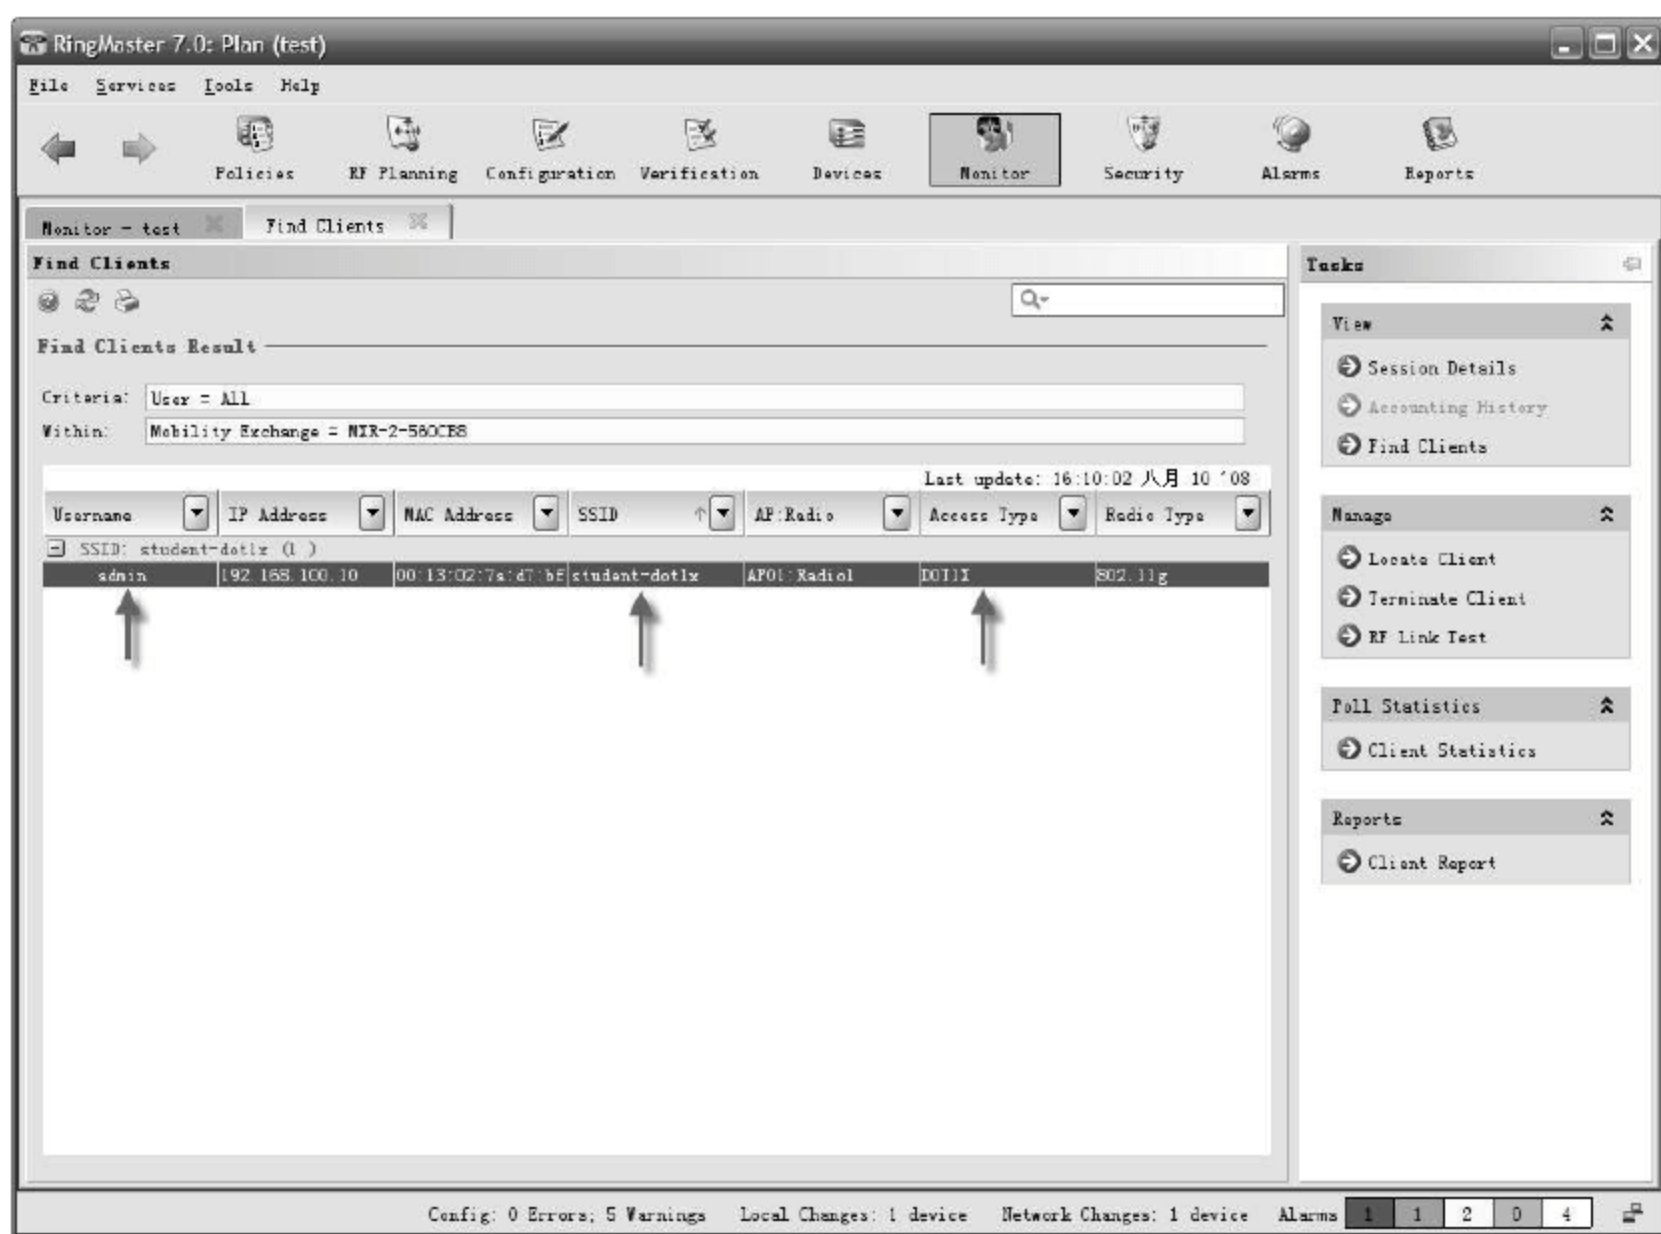 RingMaster 7.0: Plan (test)
File Services Tools Help
Policies RF Planning Configuration Verification Devices Monitor Security Alarms Reports
Monitor - test Find Clients
Find Clients
Find Clients Result
Criteria: User = All
Within: Mobility Exchange = MXR-2-560CB8
Last update: 16:10:02 八月 10 '08
Username IP Address MAC Address SSID AP:Radio Access Type Radio Type
SSID: student-dot1x (1 )
admin 192.168.100.10 00:13:02:7a:d7:bf student-dot1x AP01:Radio1 DOT1X 802.11g
Tasks
View
Session Details
Accounting History
Find Clients
Manage
Locate Client
Terminate Client
RF Link Test
Poll Statistics
Client Statistics
Reports
Client Report
Config: 0 Errors; 5 Warnings Local Changes: 1 device Network Changes: 1 device Alarms 1 1 2 0 4